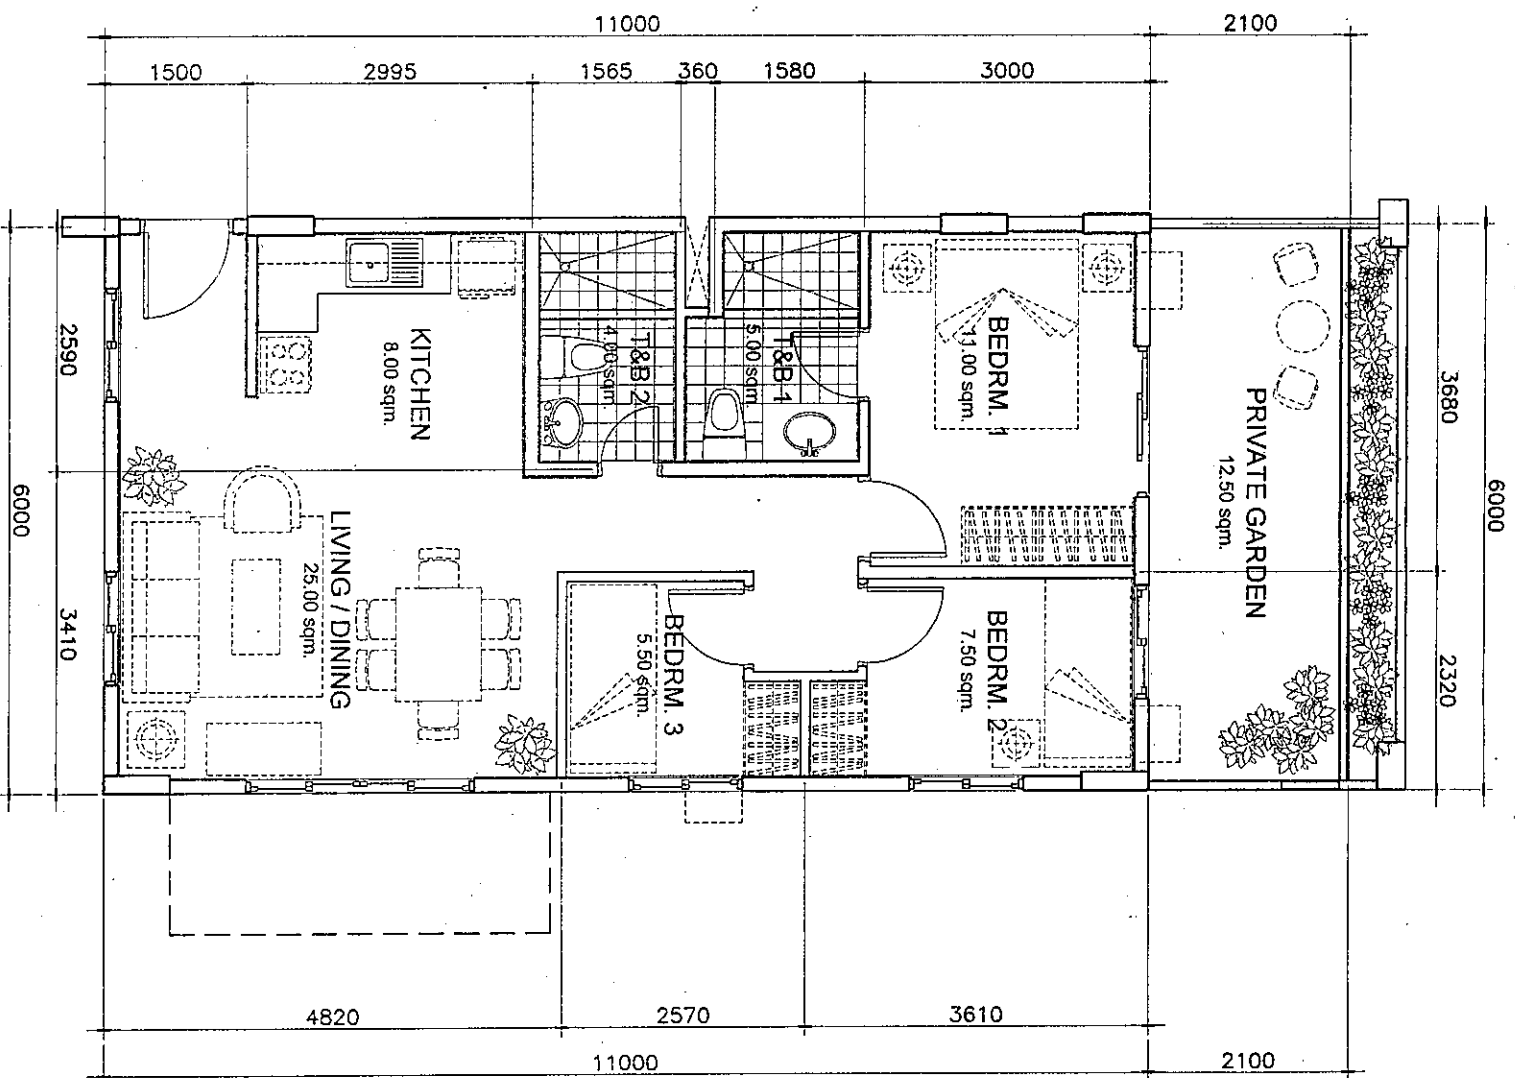 11000
2100
1500
2995
1565
360
1580
3000
2590
3410
6000
KITCHEN
8.00 sqm.
T&B 2
4.00 sqm.
T&B 1
5.00 sqm.
BEDRM. 1
11.00 sqm.
PRIVATE GARDEN
12.50 sqm.
LIVING / DINING
25.00 sqm.
BEDRM. 3
5.50 sqm.
BEDRM. 2
7.50 sqm.
3680
2320
6000
4820
2570
3610
11000
2100